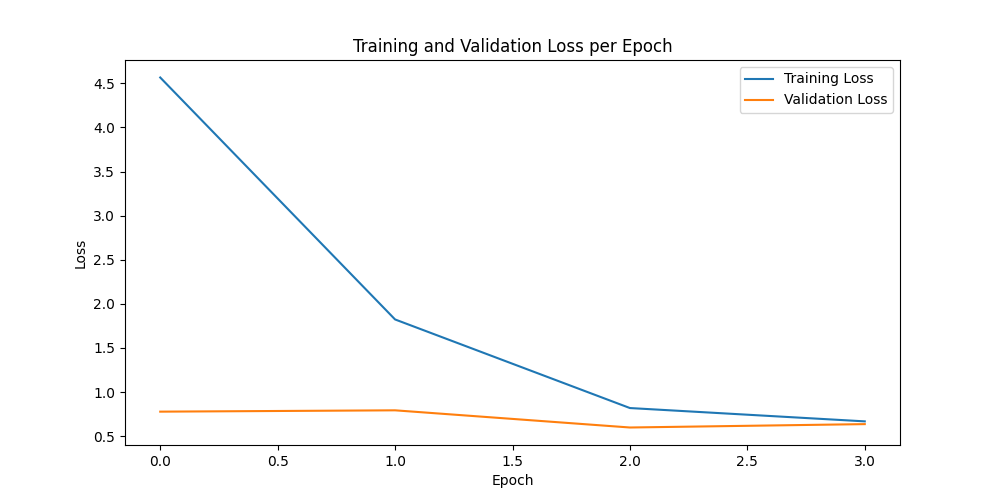 Training and Validation Loss per Epoch
Training Loss
Validation Loss
4.5
4.0
3.5
3.0
2.5
2.0
1.5
1.0
0.5
Loss
0.0 0.5 1.0 1.5 2.0 2.5 3.0
Epoch